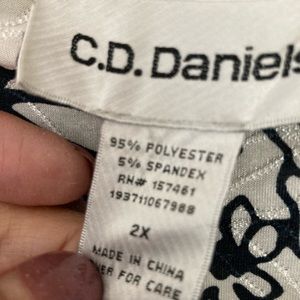 C.D. Daniels
95% POLYESTER
5% SPANDEX
RN# 157461
193711067988
2X
MADE IN CHINA
FOR CARE